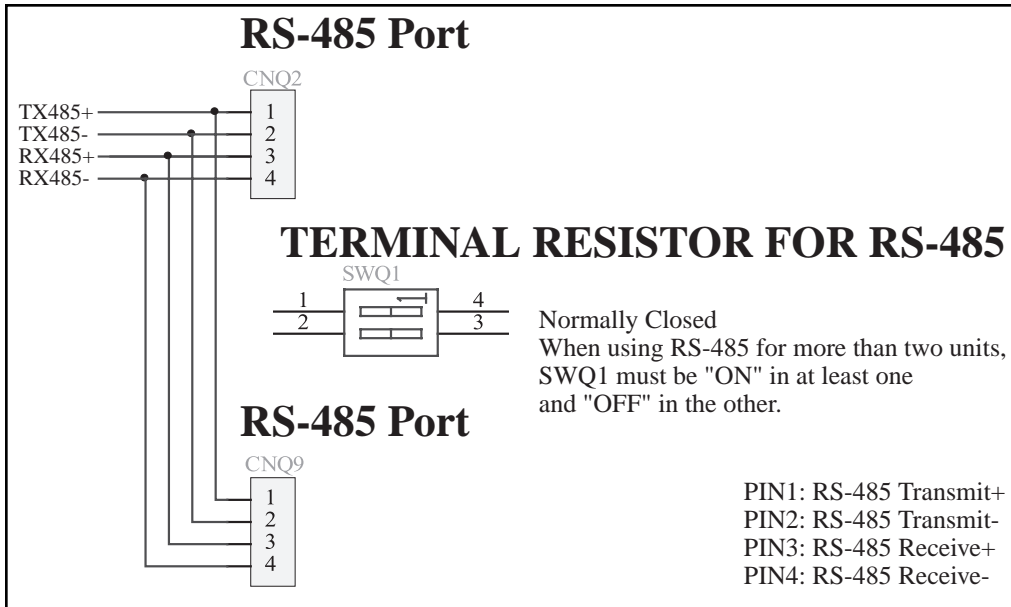 RS-485 Port
CNQ2
TX485+
TX485-
RX485+
RX485-
1
2
3
4
TERMINAL RESISTOR FOR RS-485
SWQ1
1
2
4
3
Normally Closed
When using RS-485 for more than two units,
SWQ1 must be "ON" in at least one
and "OFF" in the other.
RS-485 Port
CNQ9
1
2
3
4
PIN1: RS-485 Transmit+
PIN2: RS-485 Transmit-
PIN3: RS-485 Receive+
PIN4: RS-485 Receive-